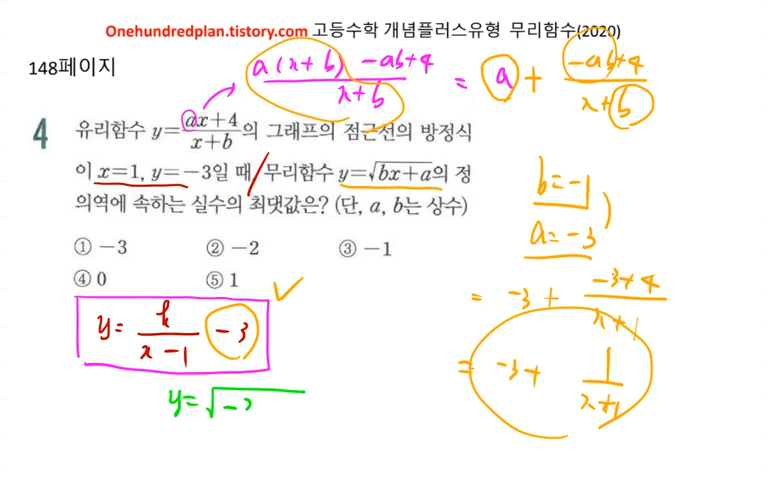 Onehundredplan.tistory.com 고등수학 개념플러스유형 무리함수(2020)
148페이지
a(x+b) -ab+4 / x+b = a + -ab+4 / x+b
4 유리함수 y=ax+4/x+b의 그래프의 점근선의 방정식
이 x=1, y=-3일 때, 무리함수 y=√bx+a의 정
의역에 속하는 실수의 최댓값은? (단, a, b는 상수)
① -3 ② -2 ③ -1
④ 0 ⑤ 1
b=-1
a=-3
y= k / x-1 -3
= -3+ -3+4 / x+1
= -3+ 1 / x+1
y=√-x